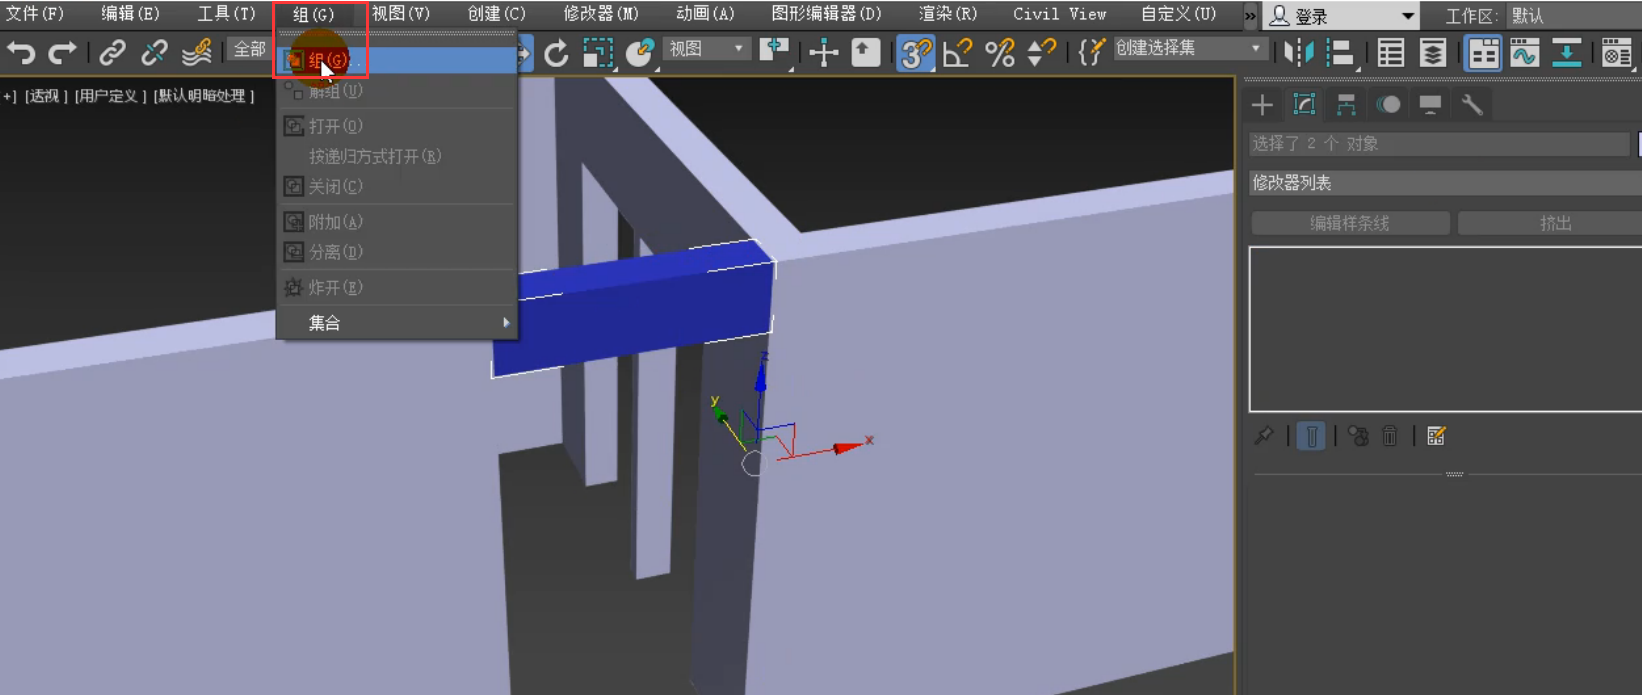 文件(F) 编辑(E) 工具(T) 组(G) 视图(V) 创建(C) 修改器(M) 动画(A) 图形编辑器(D) 渲染(R) Civil View 自定义(U) » 登录 工作区: 默认
全部 视图 创建选择集
组(G)...
+] [透视 ] [用户定义 ] [默认明暗处理 ]
解组(U)
打开(O)
按递归方式打开(R)
关闭(C)
附加(A)
分离(D)
炸开(E)
集合
选择了 2 个 对象
修改器列表
编辑样条线 挤出
z
y
x